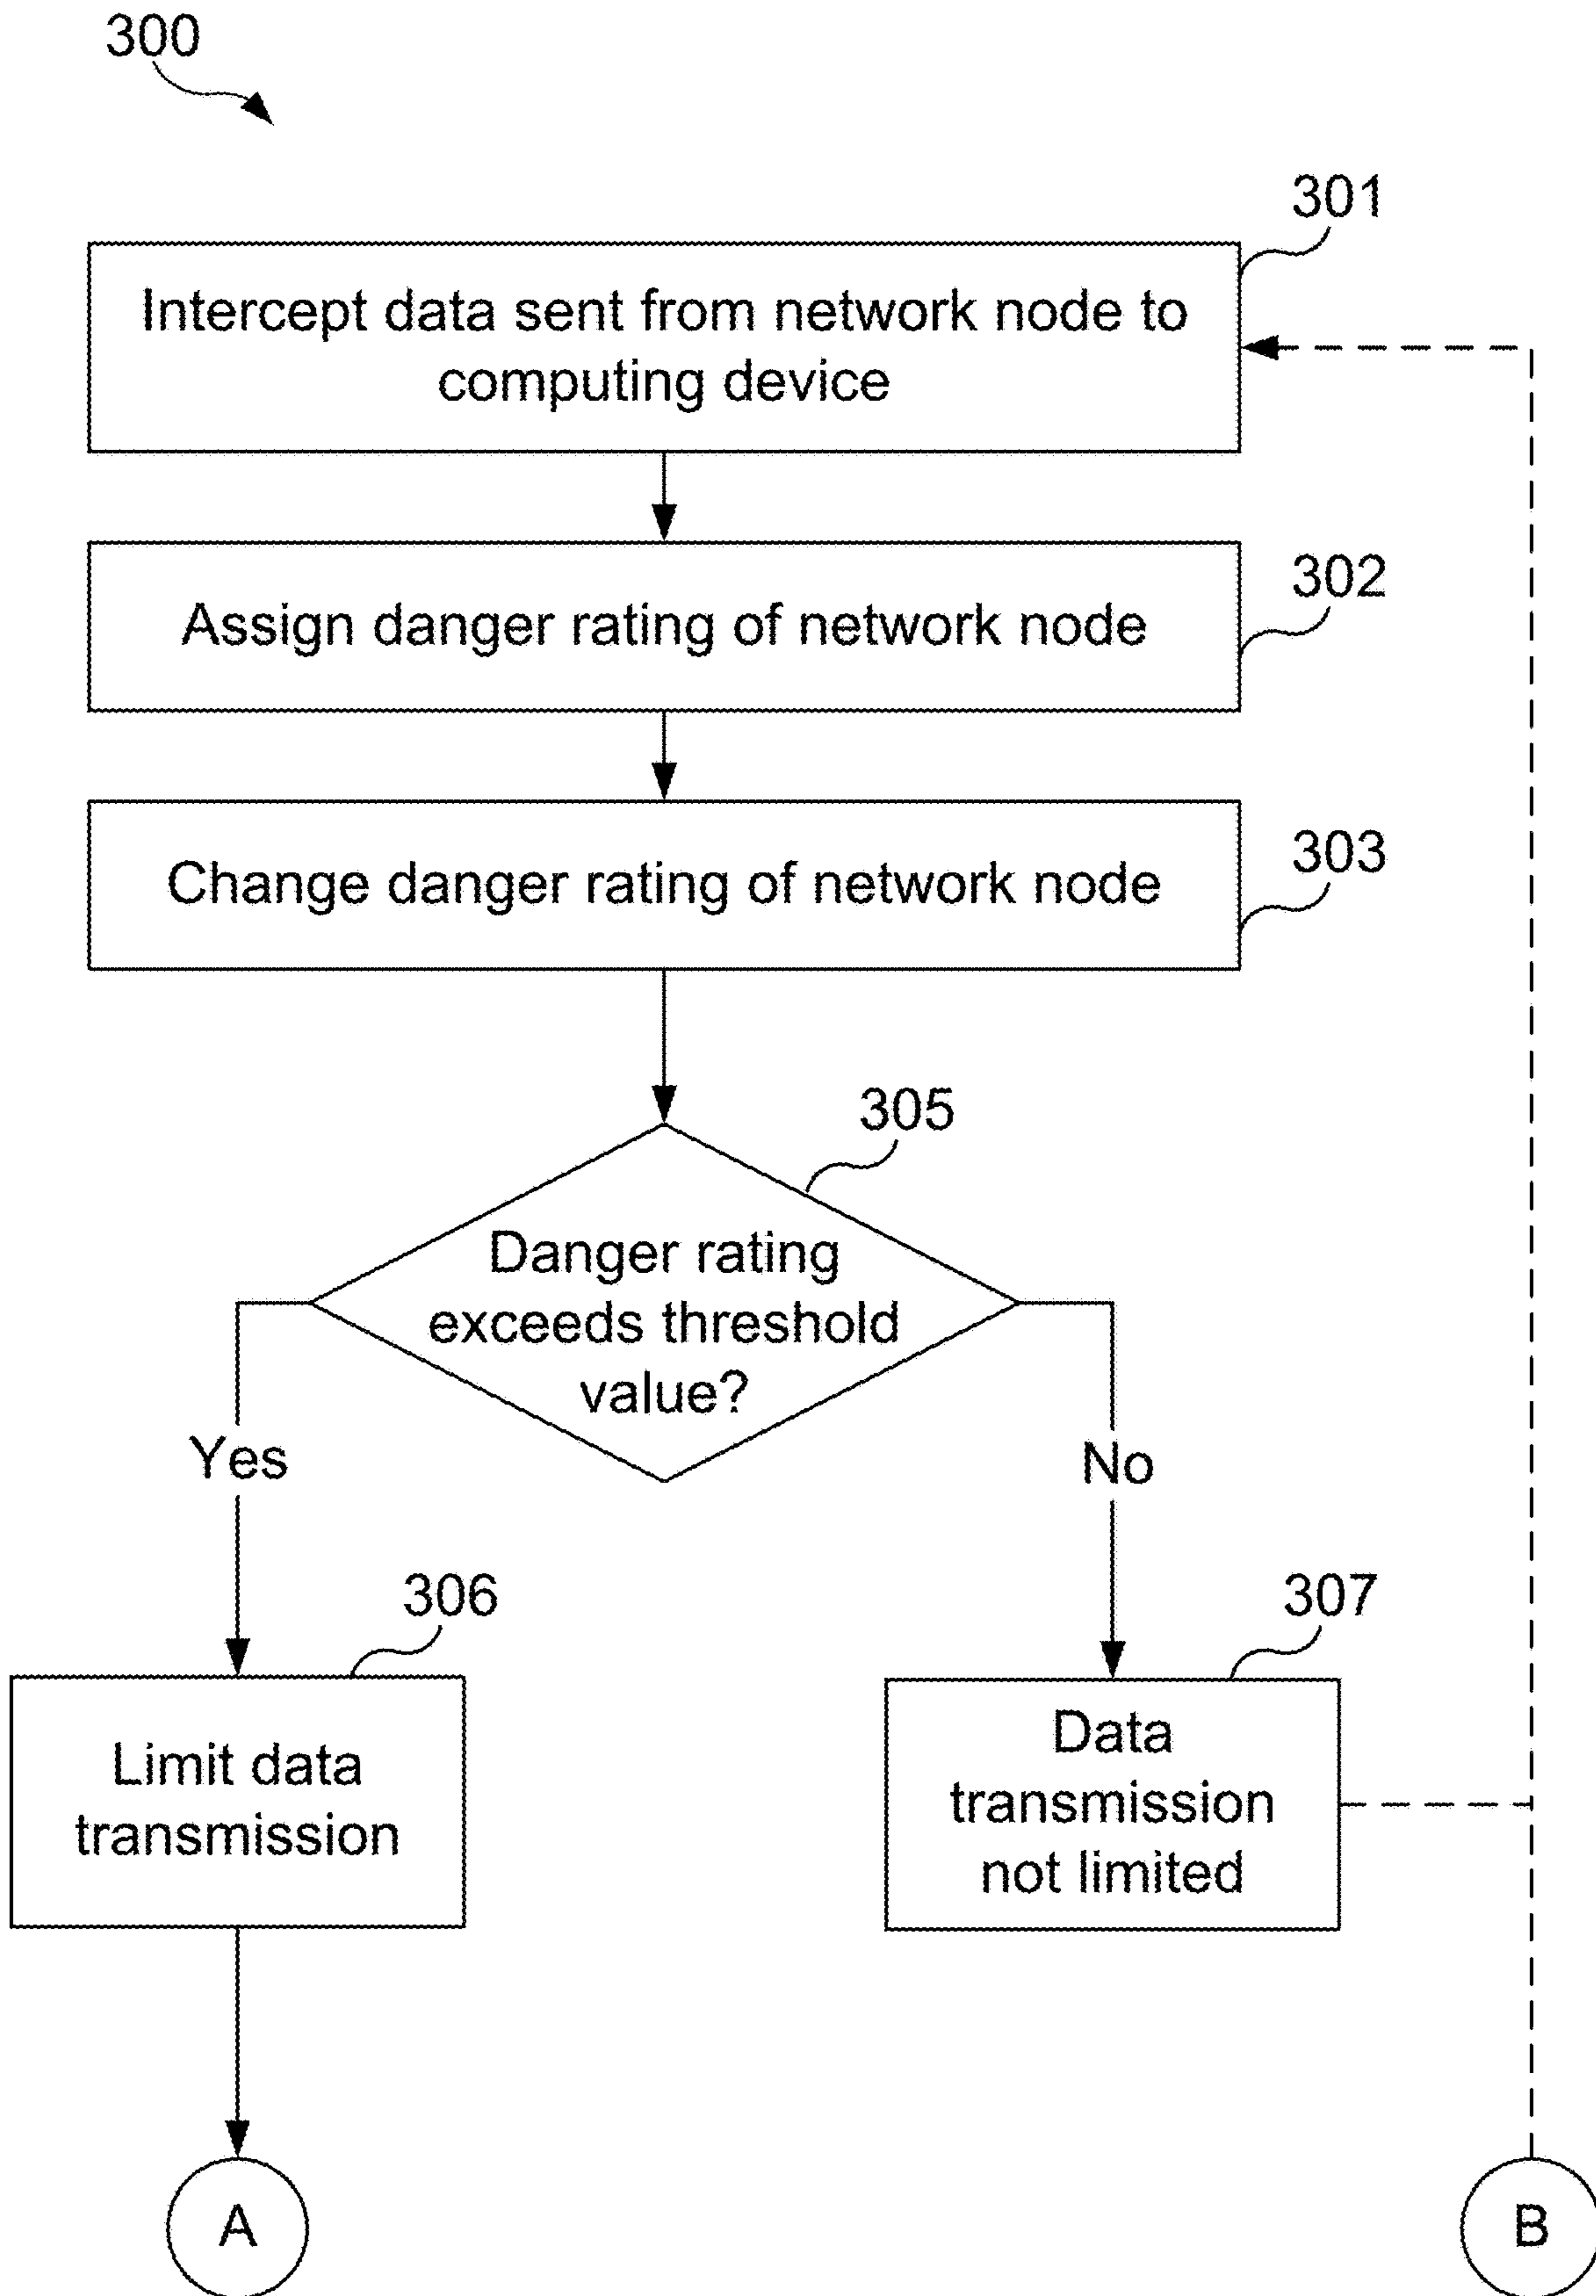 300
301
Intercept data sent from network node to
computing device
302
Assign danger rating of network node
303
Change danger rating of network node
305
Danger rating
exceeds threshold
value?
Yes
No
306
Limit data
transmission
307
Data
transmission
not limited
A
B